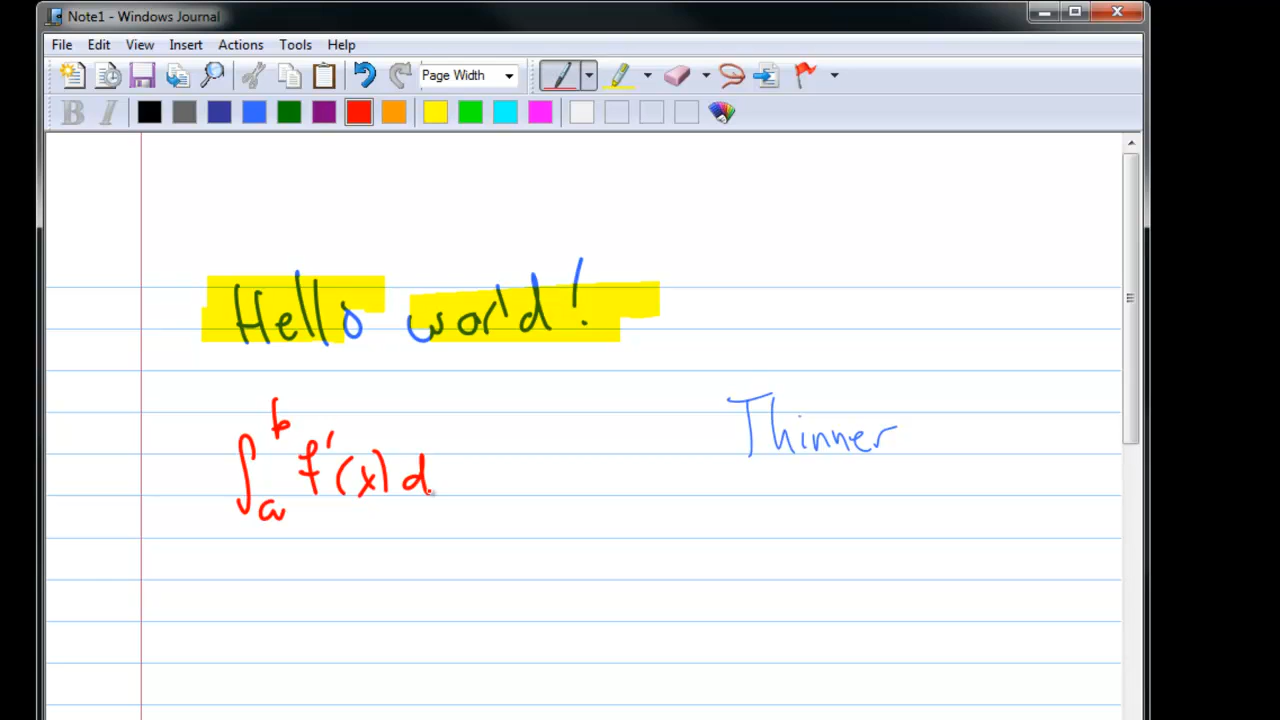 Note1 - Windows Journal
File Edit View Insert Actions Tools Help
Page Width
B I
Hello world!
Thinner
∫ₐᵇ f'(x) d